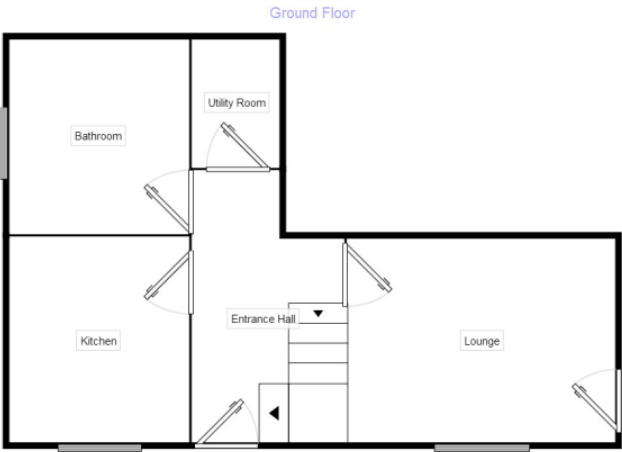 Ground Floor
Utility Room
Bathroom
Entrance Hall
Kitchen
Lounge